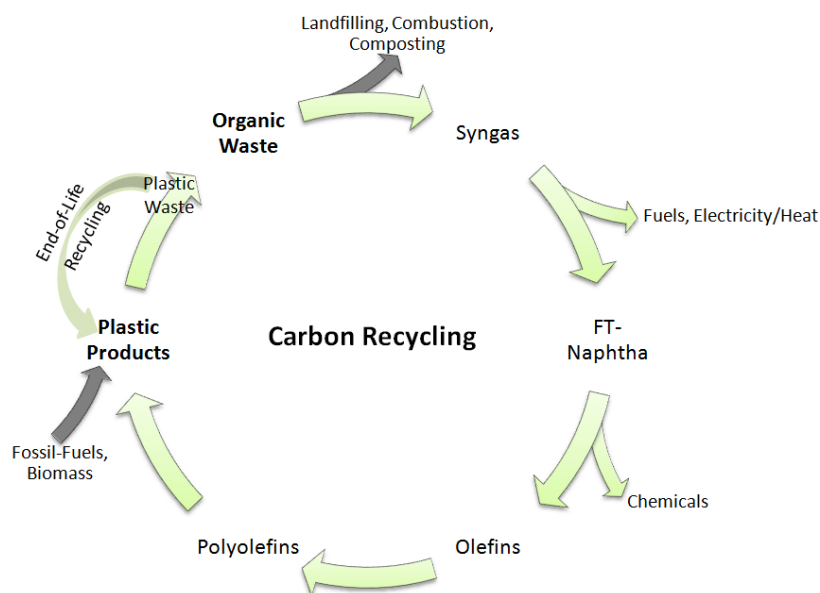 Landfilling, Combustion,
Composting
Organic
Waste
Syngas
Plastic
Waste
End-of-Life
Recycling
Fuels, Electricity/Heat
Plastic
Products
Carbon Recycling
FT-
Naphtha
Fossil-Fuels,
Biomass
Chemicals
Polyolefins
Olefins